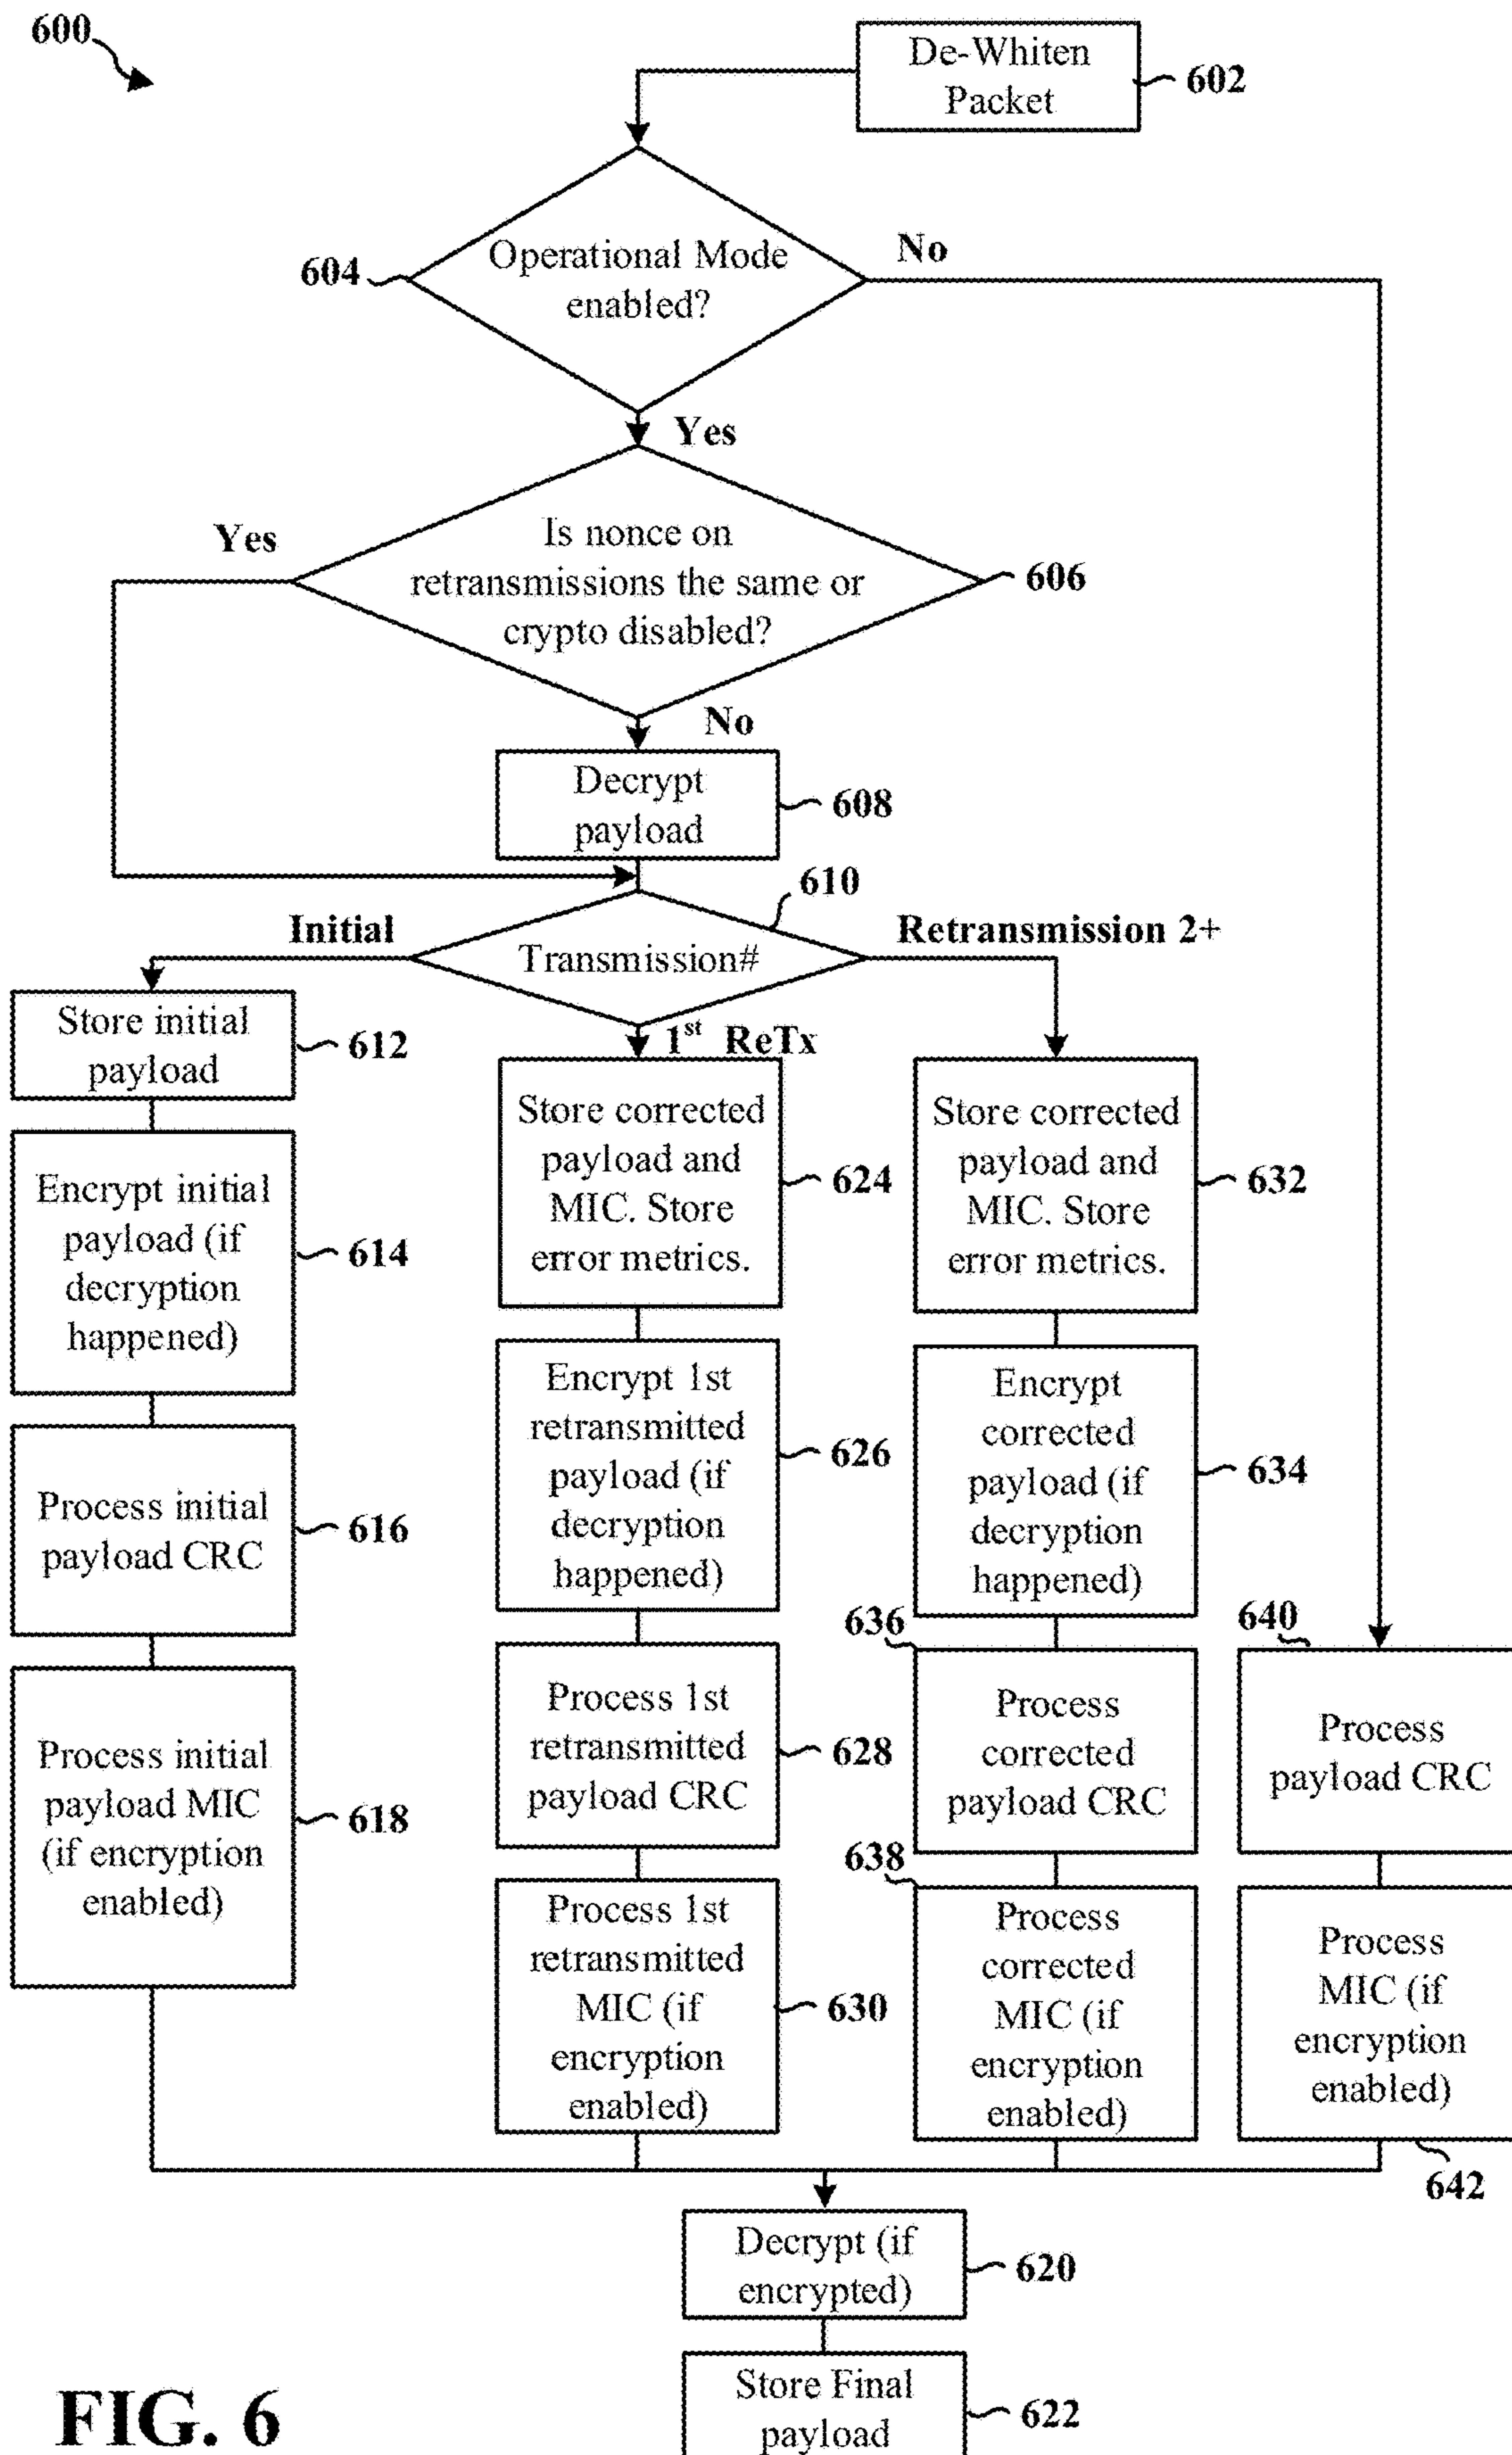 600
De-Whiten
Packet
602
604
Operational Mode
enabled?
No
Yes
Yes
Is nonce on
retransmissions the same or
crypto disabled?
606
No
Decrypt
payload
608
610
Initial
Transmission#
Retransmission 2+
1st ReTx
Store initial
payload
612
Encrypt initial
payload (if
decryption
happened)
614
Process initial
payload CRC
616
Process initial
payload MIC
(if encryption
enabled)
618
Store corrected
payload and
MIC. Store
error metrics.
624
Encrypt 1st
retransmitted
payload (if
decryption
happened)
626
Process 1st
retransmitted
payload CRC
628
Process 1st
retransmitted
MIC (if
encryption
enabled)
630
Store corrected
payload and
MIC. Store
error metrics.
632
Encrypt
corrected
payload (if
decryption
happened)
634
636
Process
corrected
payload CRC
638
Process
corrected
MIC (if
encryption
enabled)
640
Process
payload CRC
Process
MIC (if
encryption
enabled)
642
Decrypt (if
encrypted)
620
Store Final
payload
622
FIG. 6